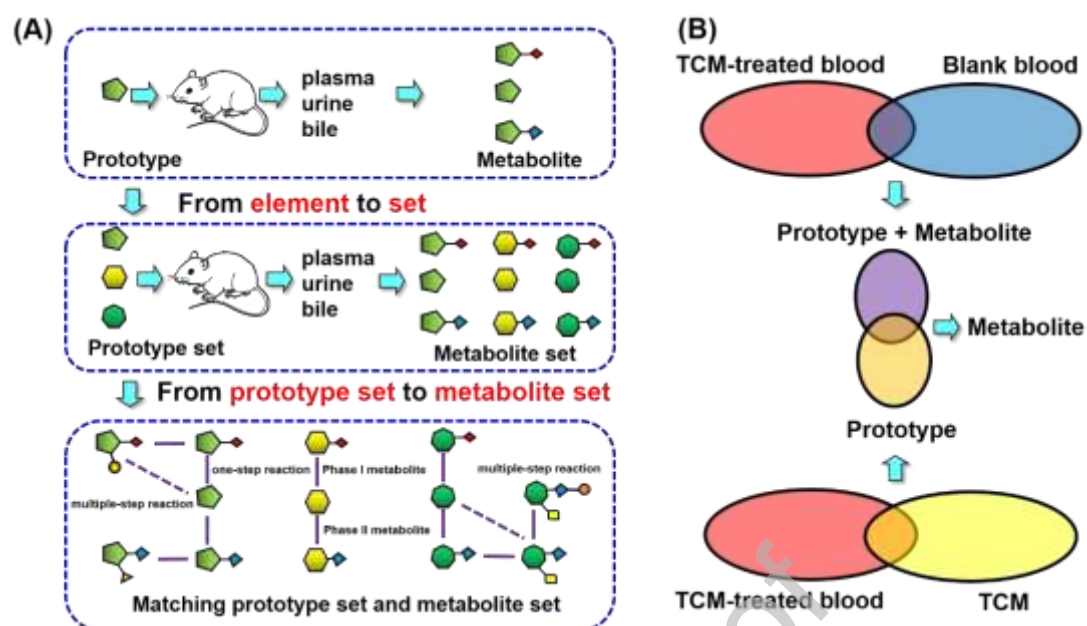 (A)
plasma
urine
bile
Prototype
Metabolite
From element to set
plasma
urine
bile
Prototype set
Metabolite set
From prototype set to metabolite set
one-step reaction
Phase I metabolite
multiple-step reaction
multiple-step reaction
Phase II metabolite
Matching prototype set and metabolite set
(B)
TCM-treated blood
Blank blood
Prototype + Metabolite
Metabolite
Prototype
TCM-treated blood
TCM